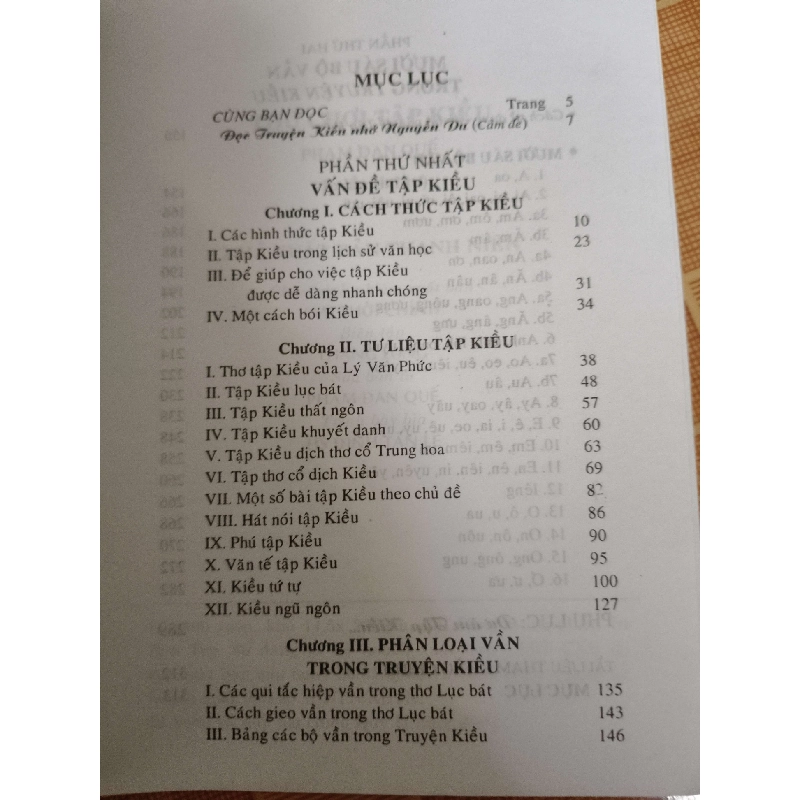 MỤC LỤC
CÙNG BẠN ĐỌC Trang 5
Đọc Truyện Kiều nhớ Nguyễn Du (Cảm đề) 7
PHẦN THỨ NHẤT
VẤN ĐỀ TẬP KIỀU
Chương I. CÁCH THỨC TẬP KIỀU
I. Các hình thức tập Kiều 10
II. Tập Kiều trong lịch sử văn học 23
III. Để giúp cho việc tập Kiều
được dễ dàng nhanh chóng 31
IV. Một cách bói Kiều 34
Chương II. TƯ LIỆU TẬP KIỀU
I. Thơ tập Kiều của Lý Văn Phức 38
II. Tập Kiều lục bát 48
III. Tập Kiều thất ngôn 57
IV. Tập Kiều khuyết danh 60
V. Tập Kiều dịch thơ cổ Trung hoa 63
VI. Tập thơ cổ dịch Kiều 69
VII. Một số bài tập Kiều theo chủ đề 82
VIII. Hát nói tập Kiều 86
IX. Phú tập Kiều 90
X. Văn tế tập Kiều 95
XI. Kiều tứ tự 100
XII. Kiều ngũ ngôn 127
Chương III. PHÂN LOẠI VẦN
TRONG TRUYỆN KIỀU
I. Các qui tắc hiệp vần trong thơ Lục bát 135
II. Cách gieo vần trong thơ Lục bát 143
III. Bảng các bộ vần trong Truyện Kiều 146